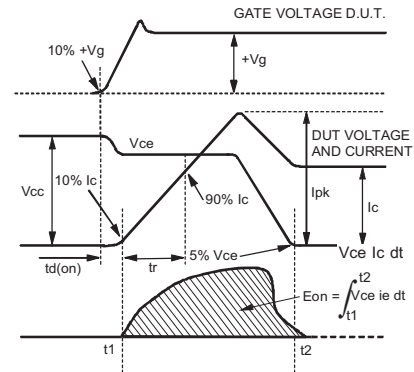 GATE VOLTAGE D.U.T.
10% +Vg
+Vg
Vce
DUT VOLTAGE
AND CURRENT
Vcc
10% Ic
90% Ic
Ipk
Ic
td(on)
tr
5% Vce
Vce Ic dt
Eon = ∫ Vce ie dt
t2
t1
t1
t2